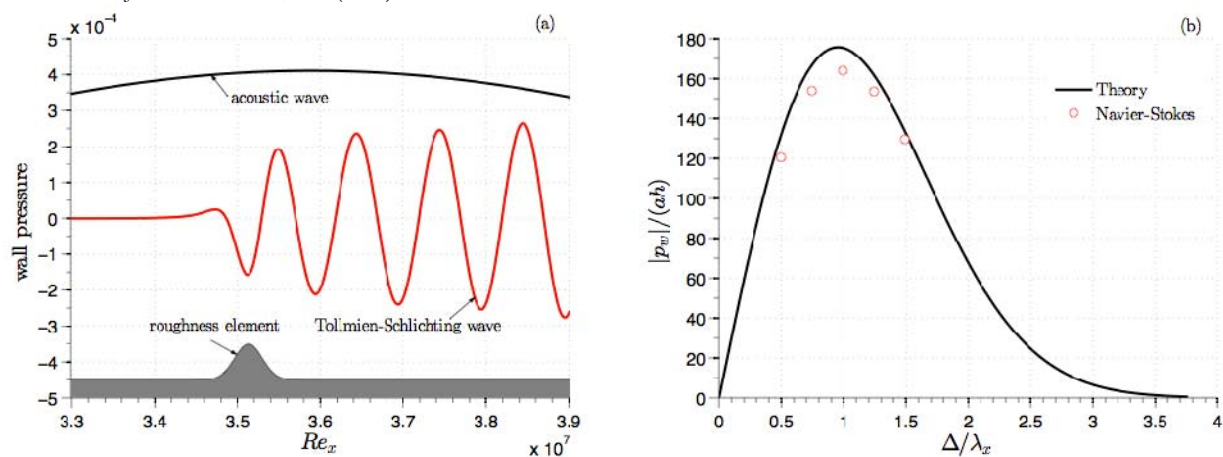 x 10⁻⁴
(a)
5
4
3
2
1
0
−1
−2
−3
−4
−5
wall pressure
acoustic wave
roughness element
Tollmien-Schlichting wave
3.3 3.4 3.5 3.6 3.7 3.8 3.9
Re_x
x 10⁷
(b)
180
160
140
120
100
80
60
40
20
0
|p_w|/(ah)
Theory
Navier-Stokes
0 0.5 1 1.5 2 2.5 3 3.5 4
Δ/λ_x